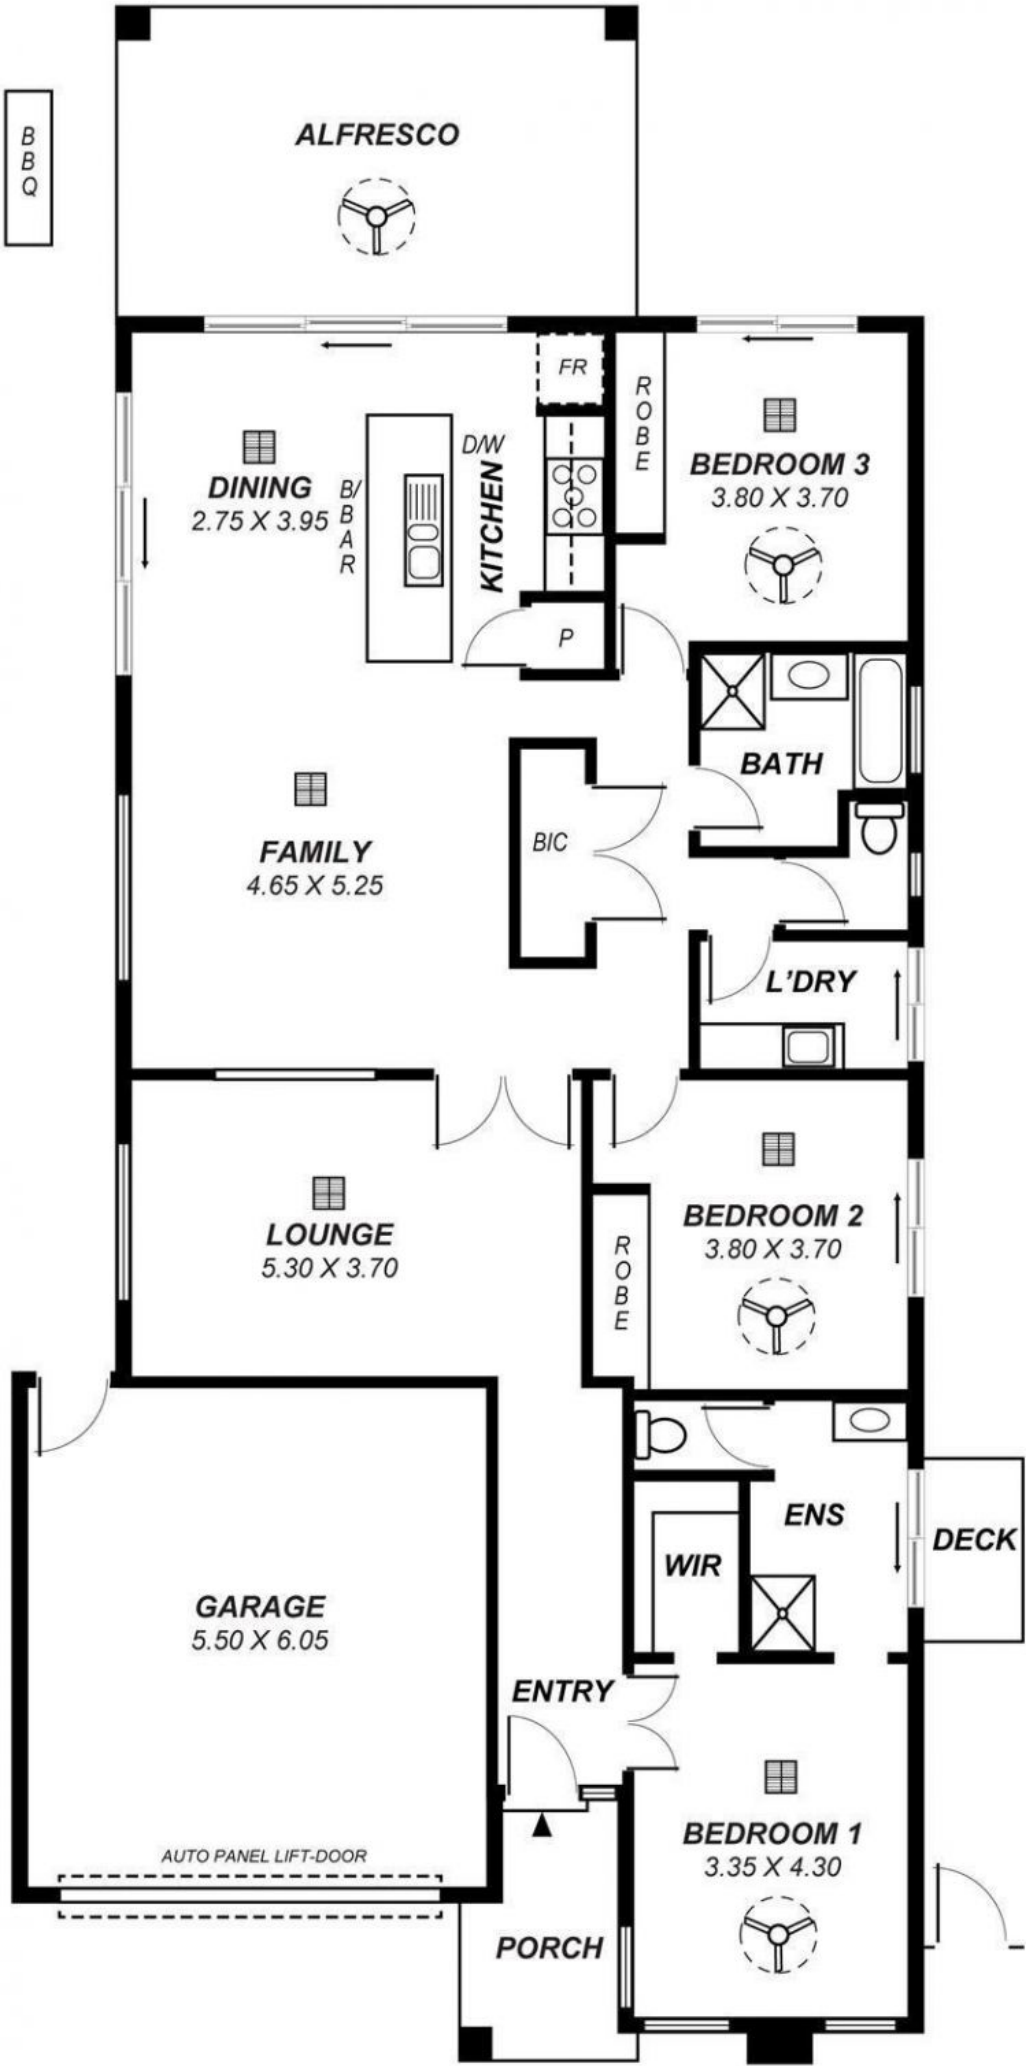 ALFRESCO
BBQ
FR
ROBE
D/W
KITCHEN
BEDROOM 3
3.80 X 3.70
DINING
2.75 X 3.95
B/BAR
P
BATH
BIC
FAMILY
4.65 X 5.25
L'DRY
LOUNGE
5.30 X 3.70
BEDROOM 2
3.80 X 3.70
ROBE
ENS
DECK
WIR
GARAGE
5.50 X 6.05
ENTRY
BEDROOM 1
3.35 X 4.30
AUTO PANEL LIFT-DOOR
PORCH